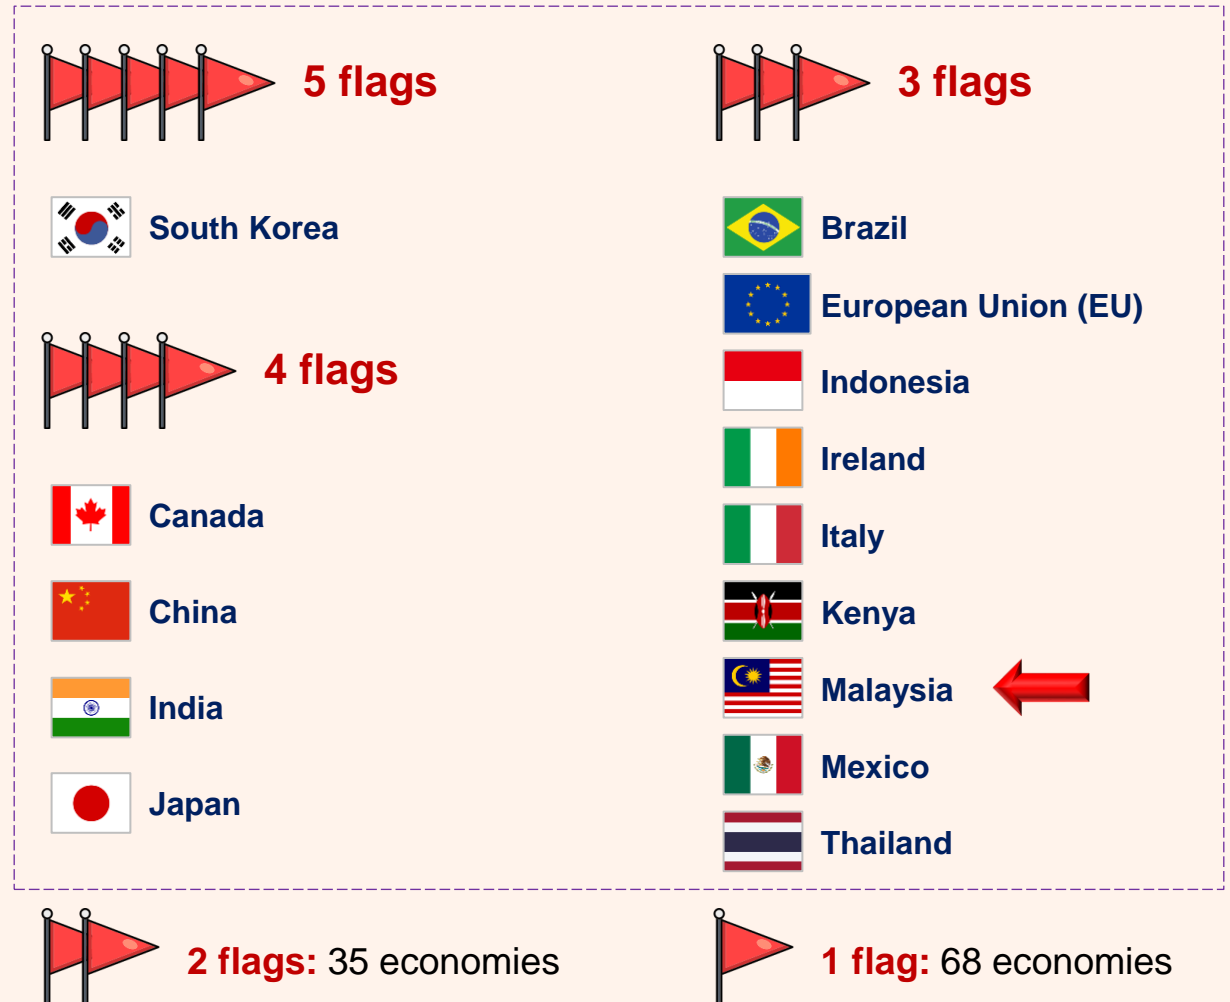 5 flags
South Korea
4 flags
Canada
China
India
Japan
3 flags
Brazil
European Union (EU)
Indonesia
Ireland
Italy
Kenya
Malaysia
Mexico
Thailand
2 flags: 35 economies
1 flag: 68 economies